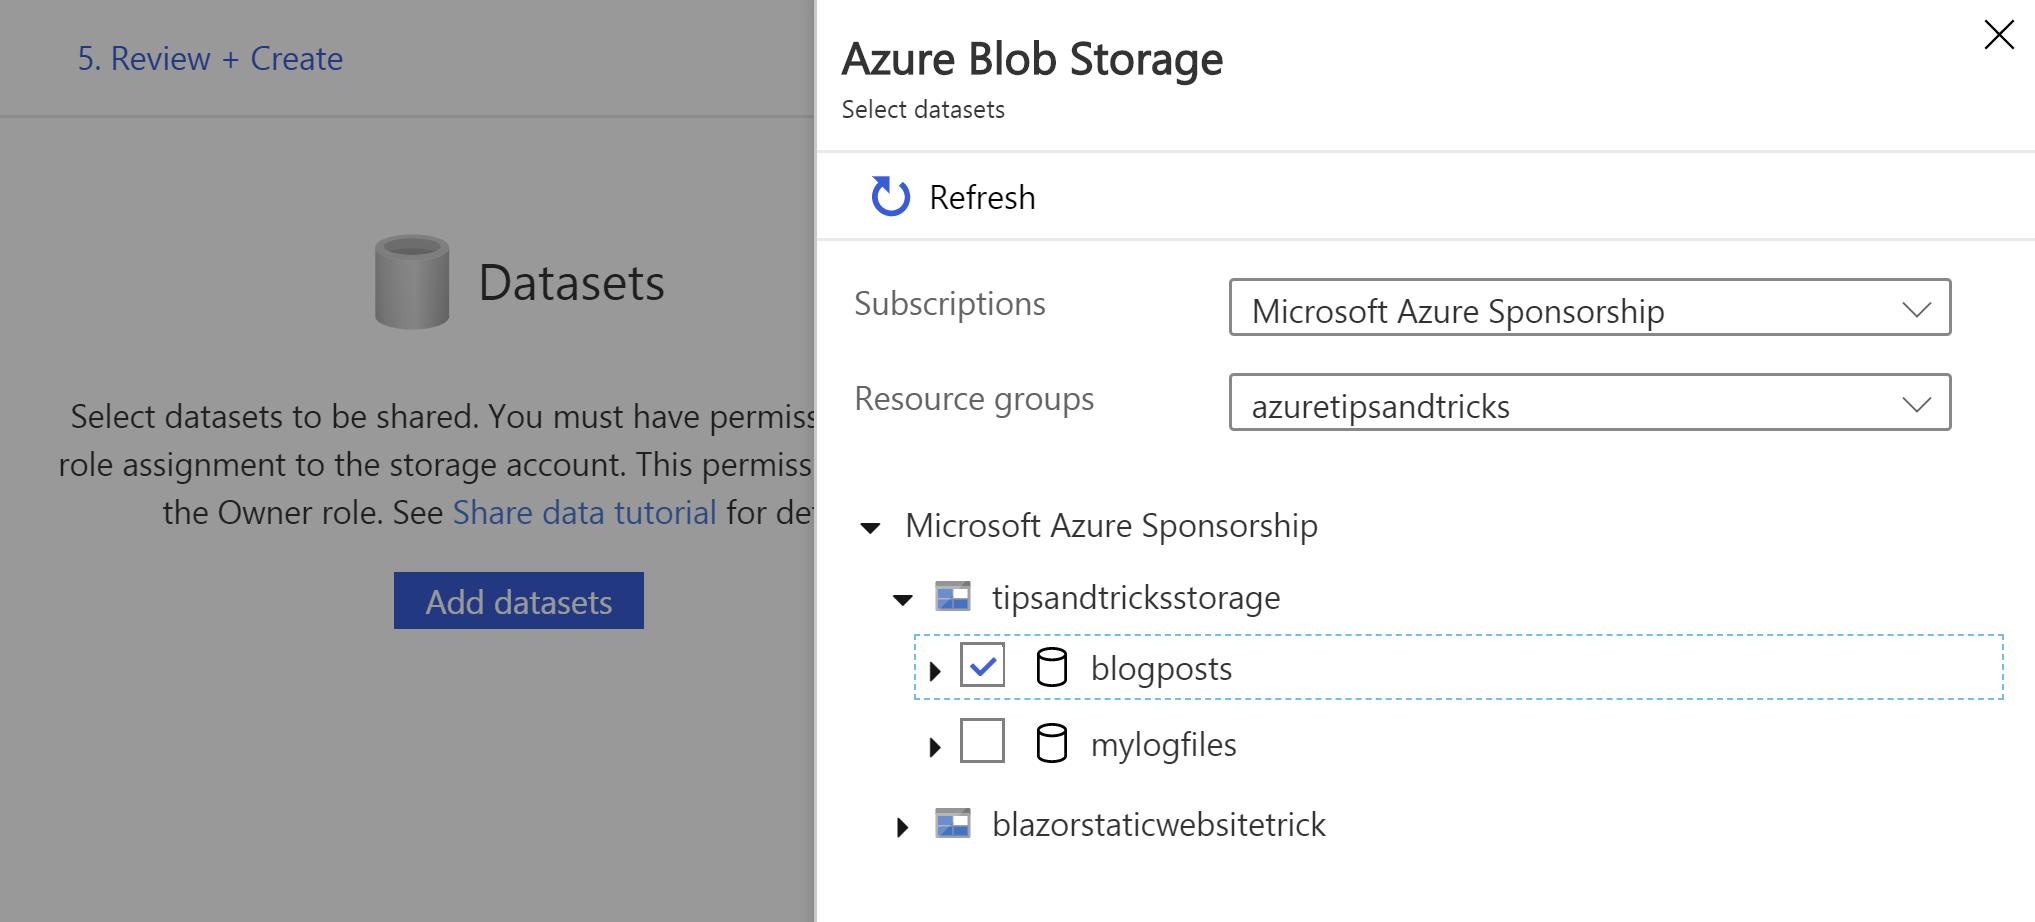 5. Review + Create
Datasets
Select datasets to be shared. You must have permiss
role assignment to the storage account. This permiss
the Owner role. See Share data tutorial for det
Add datasets
Azure Blob Storage
Select datasets
Refresh
Subscriptions Microsoft Azure Sponsorship
Resource groups azuretipsandtricks
Microsoft Azure Sponsorship
tipsandtricksstorage
blogposts
mylogfiles
blazorstaticwebsitetrick